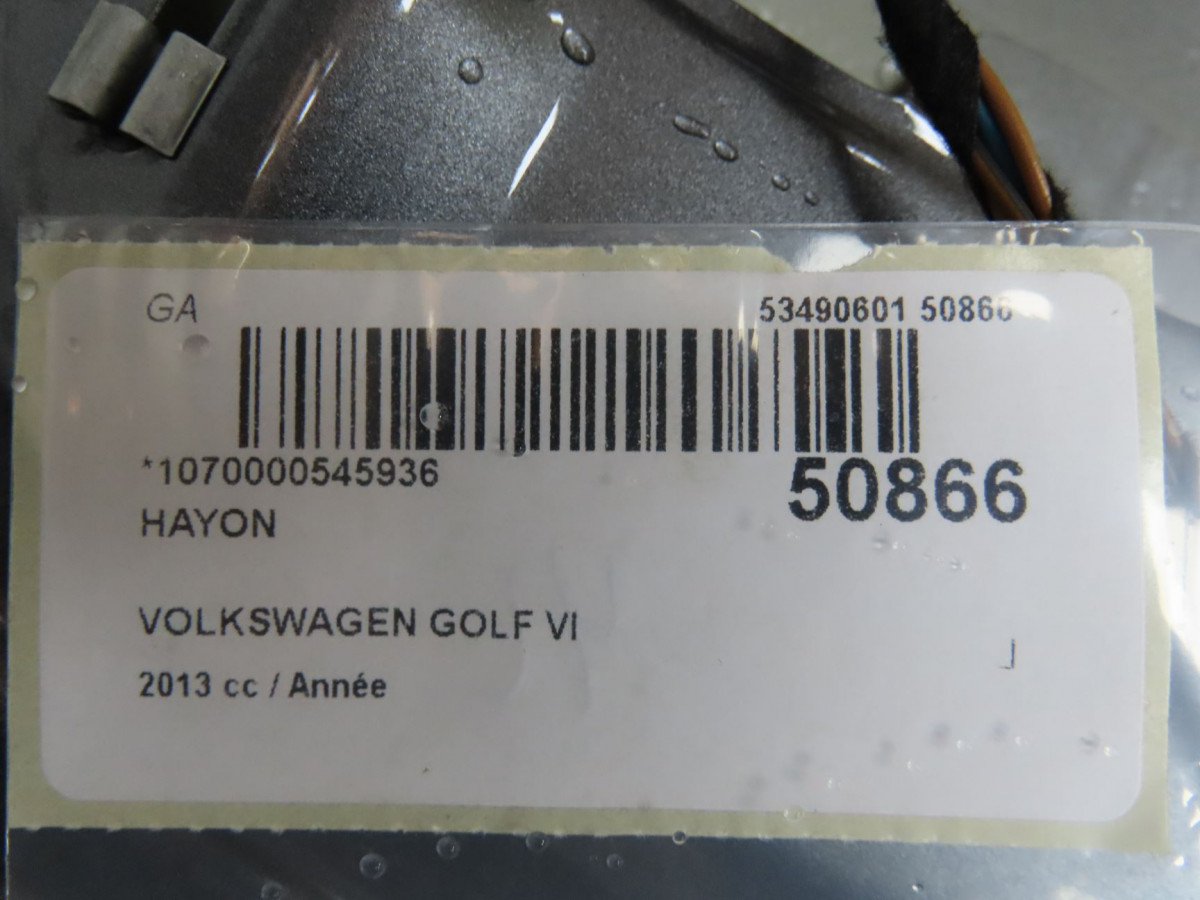 GA
53490601 50866
*1070000545936
50866
HAYON
VOLKSWAGEN GOLF VI
J
2013 cc / Année